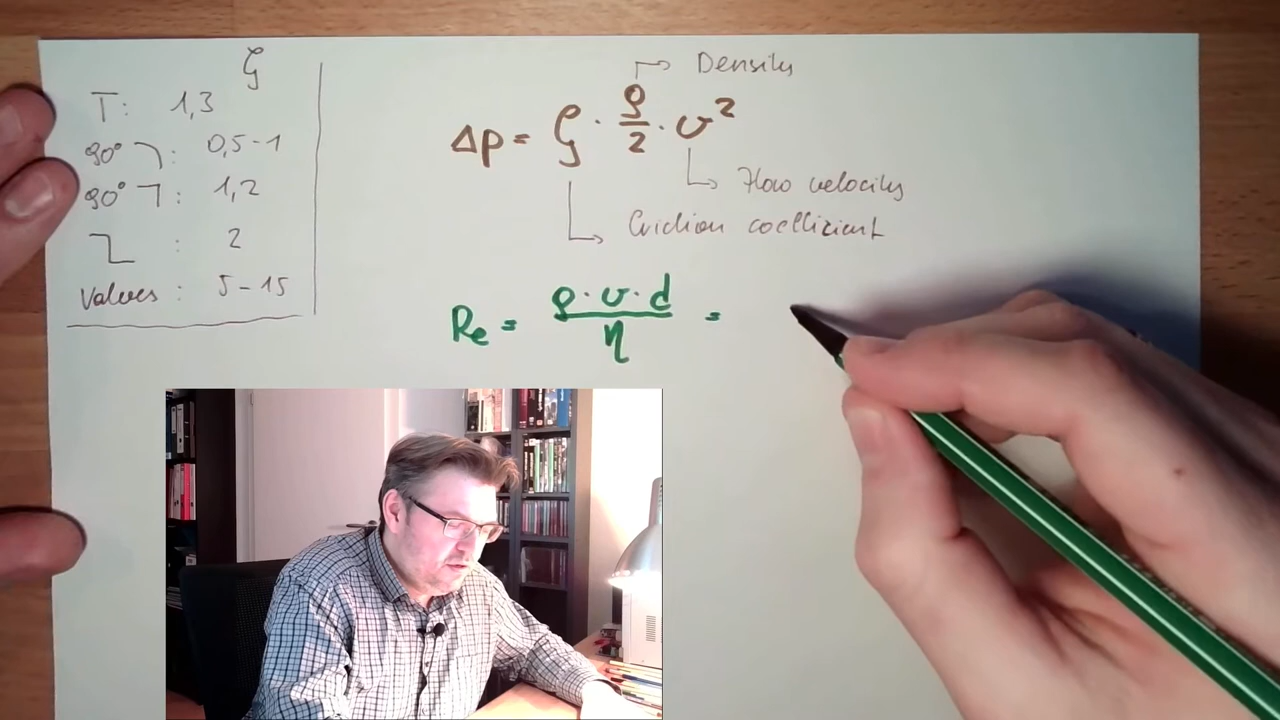 ζ
T: 1,3
90° ⌝: 0,5-1
90° ┐: 1,2
: 2
Valves: 5-15
Density
Δp = ζ · ρ/2 · v²
Flow velocity
Friction coefficient
Re = ρ · v · d / η =